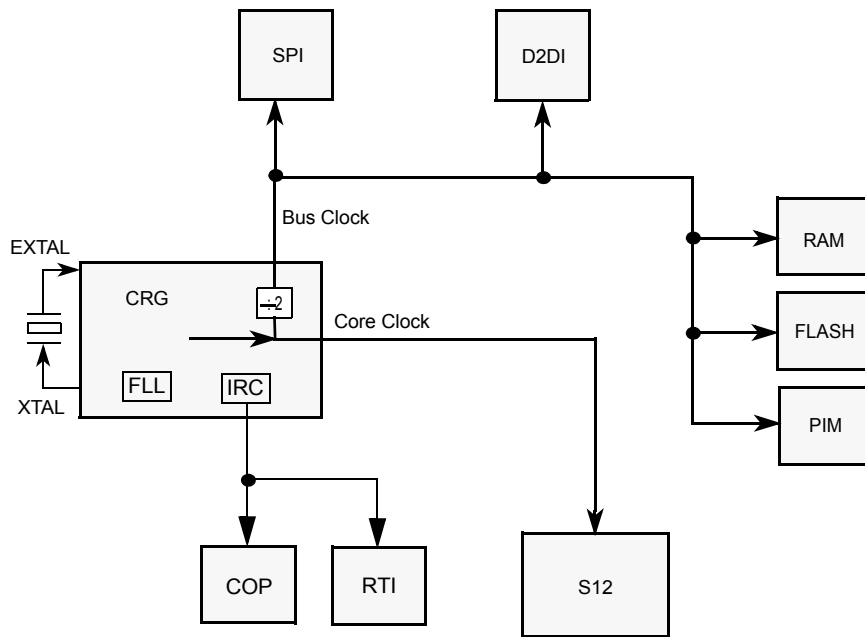 SPI
D2DI
Bus Clock
RAM
EXTAL
CRG
÷2
Core Clock
FLASH
FLL
IRC
XTAL
PIM
COP
RTI
S12